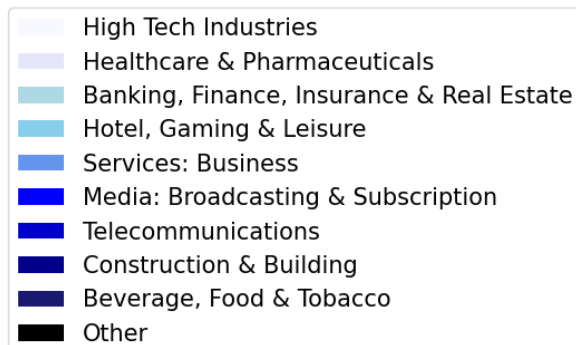 High Tech Industries
Healthcare & Pharmaceuticals
Banking, Finance, Insurance & Real Estate
Hotel, Gaming & Leisure
Services: Business
Media: Broadcasting & Subscription
Telecommunications
Construction & Building
Beverage, Food & Tobacco
Other